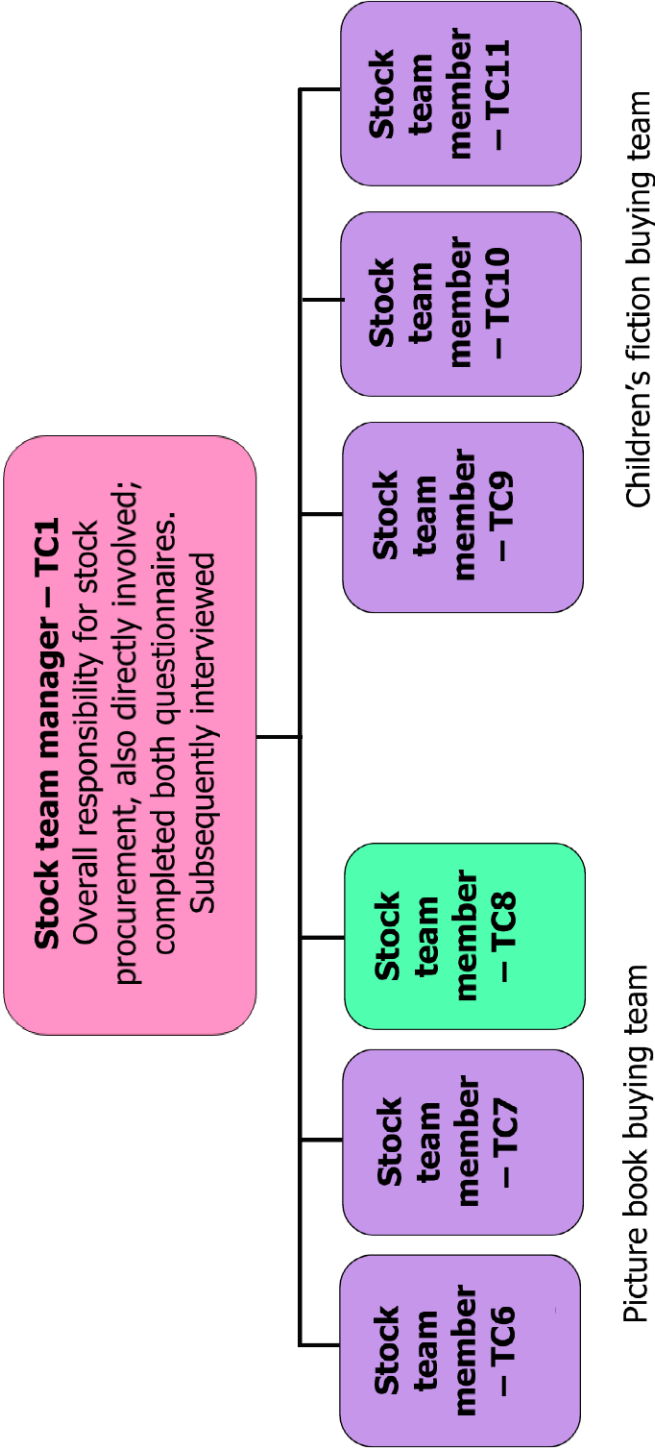 Stock team manager – TC1
Overall responsibility for stock
procurement, also directly involved;
completed both questionnaires.
Subsequently interviewed
Stock
team
member
– TC6
Stock
team
member
– TC7
Stock
team
member
– TC8
Stock
team
member
– TC9
Stock
team
member
– TC10
Stock
team
member
– TC11
Picture book buying team
Children’s fiction buying team